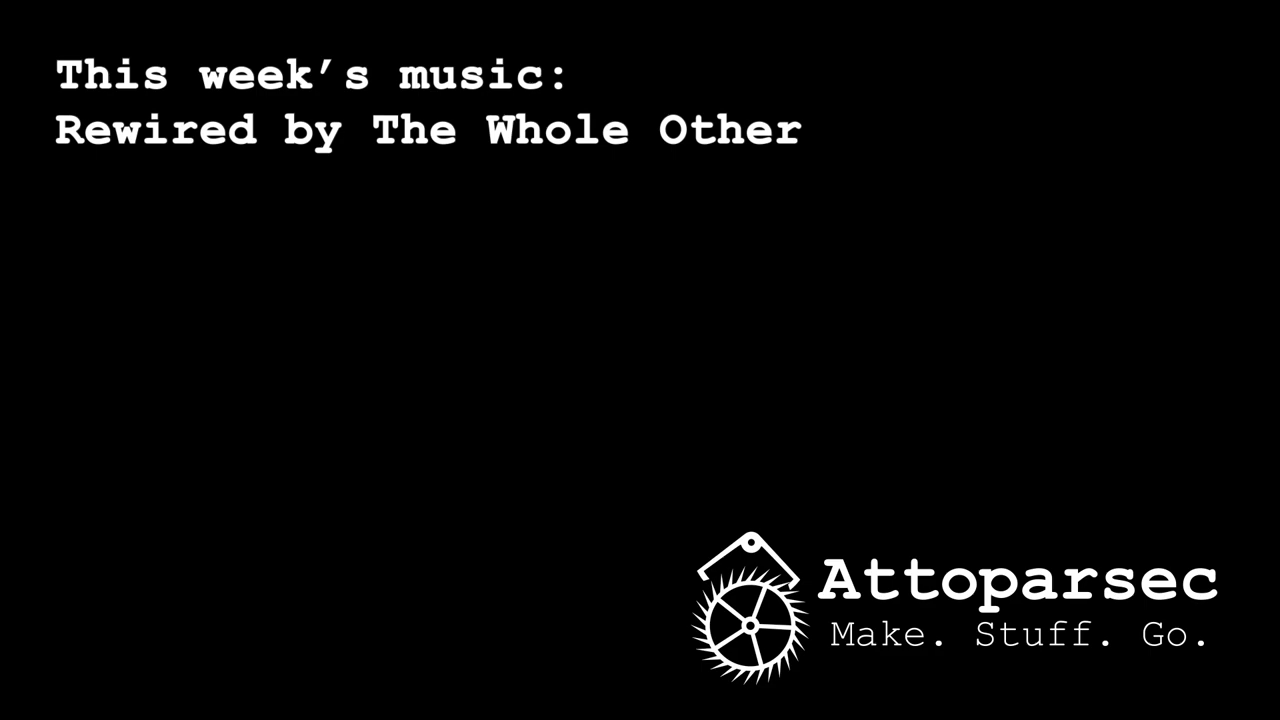 This week’s music:
Rewired by The Whole Other
Attoparsec
Make. Stuff. Go.